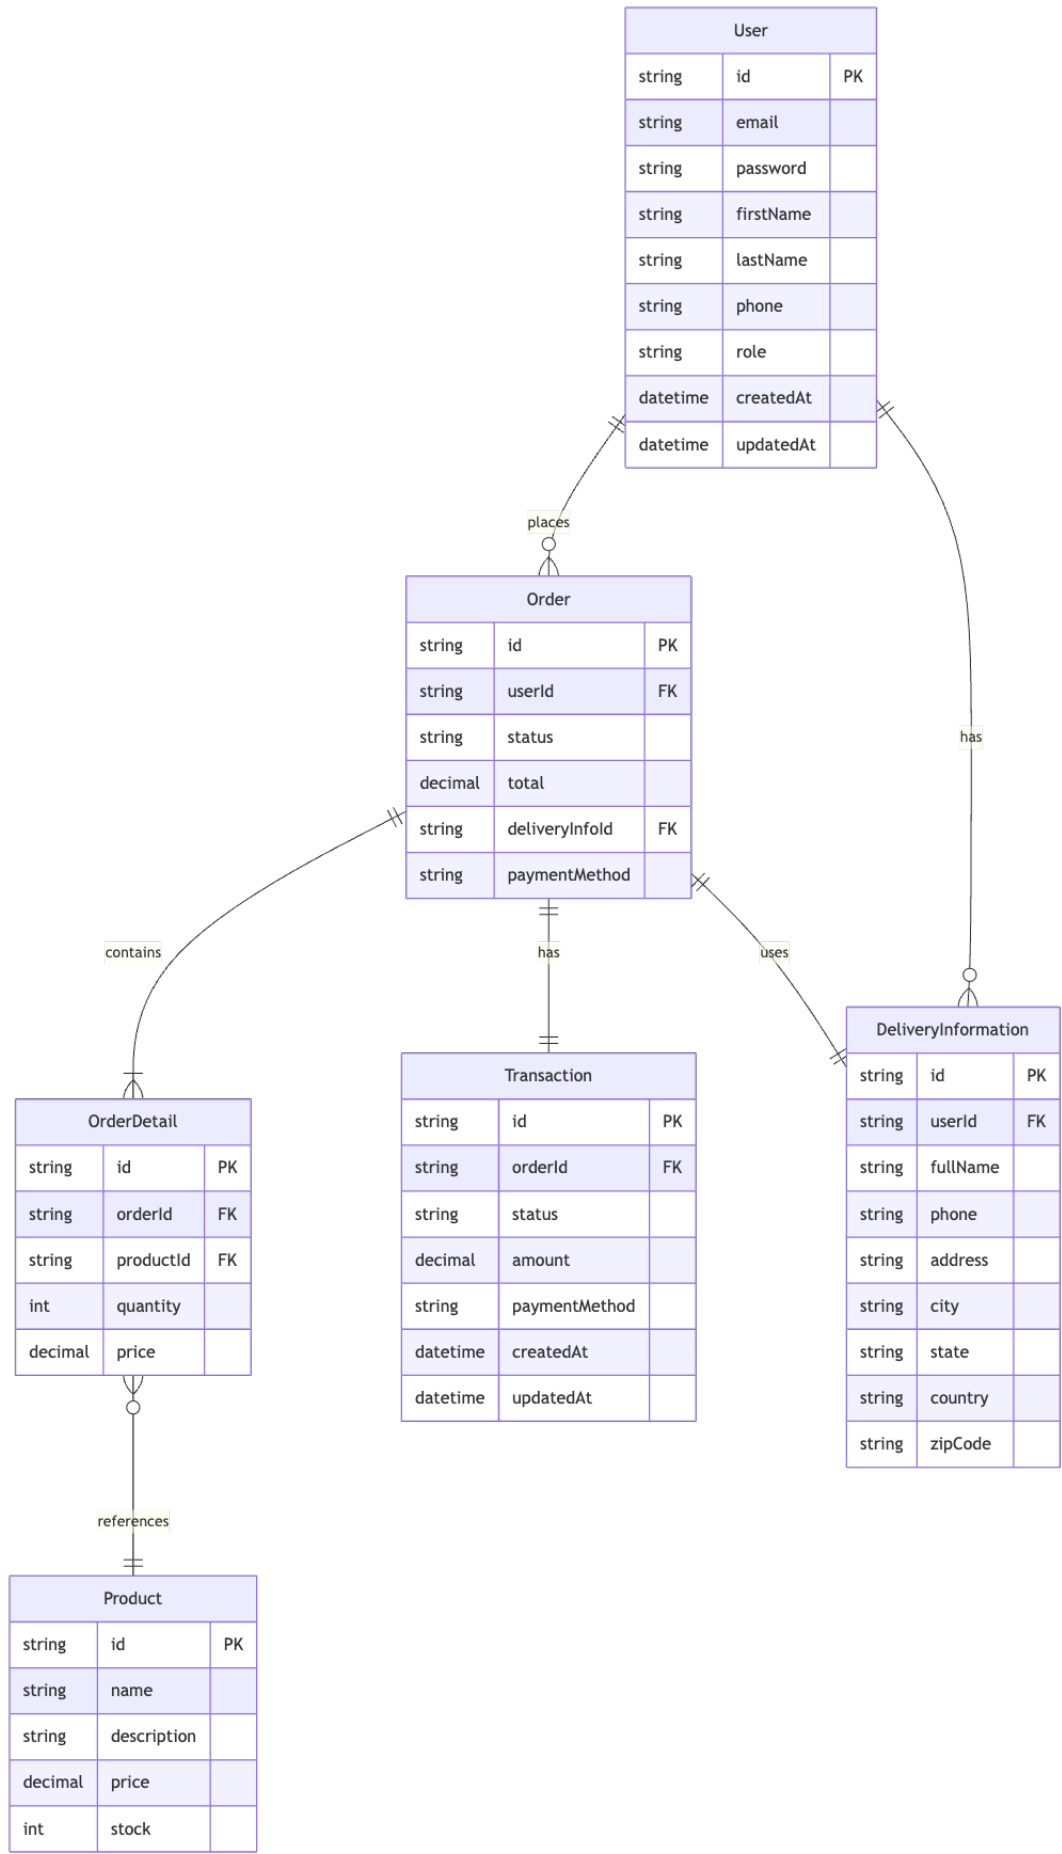 User
string id PK
string email
string password
string firstName
string lastName
string phone
string role
datetime createdAt
datetime updatedAt
places
Order
string id PK
string userId FK
string status
decimal total
string deliveryInfoId FK
string paymentMethod
has
contains
has
uses
DeliveryInformation
string id PK
string userId FK
string fullName
string phone
string address
string city
string state
string country
string zipCode
Transaction
string id PK
string orderId FK
string status
decimal amount
string paymentMethod
datetime createdAt
datetime updatedAt
OrderDetail
string id PK
string orderId FK
string productId FK
int quantity
decimal price
references
Product
string id PK
string name
string description
decimal price
int stock